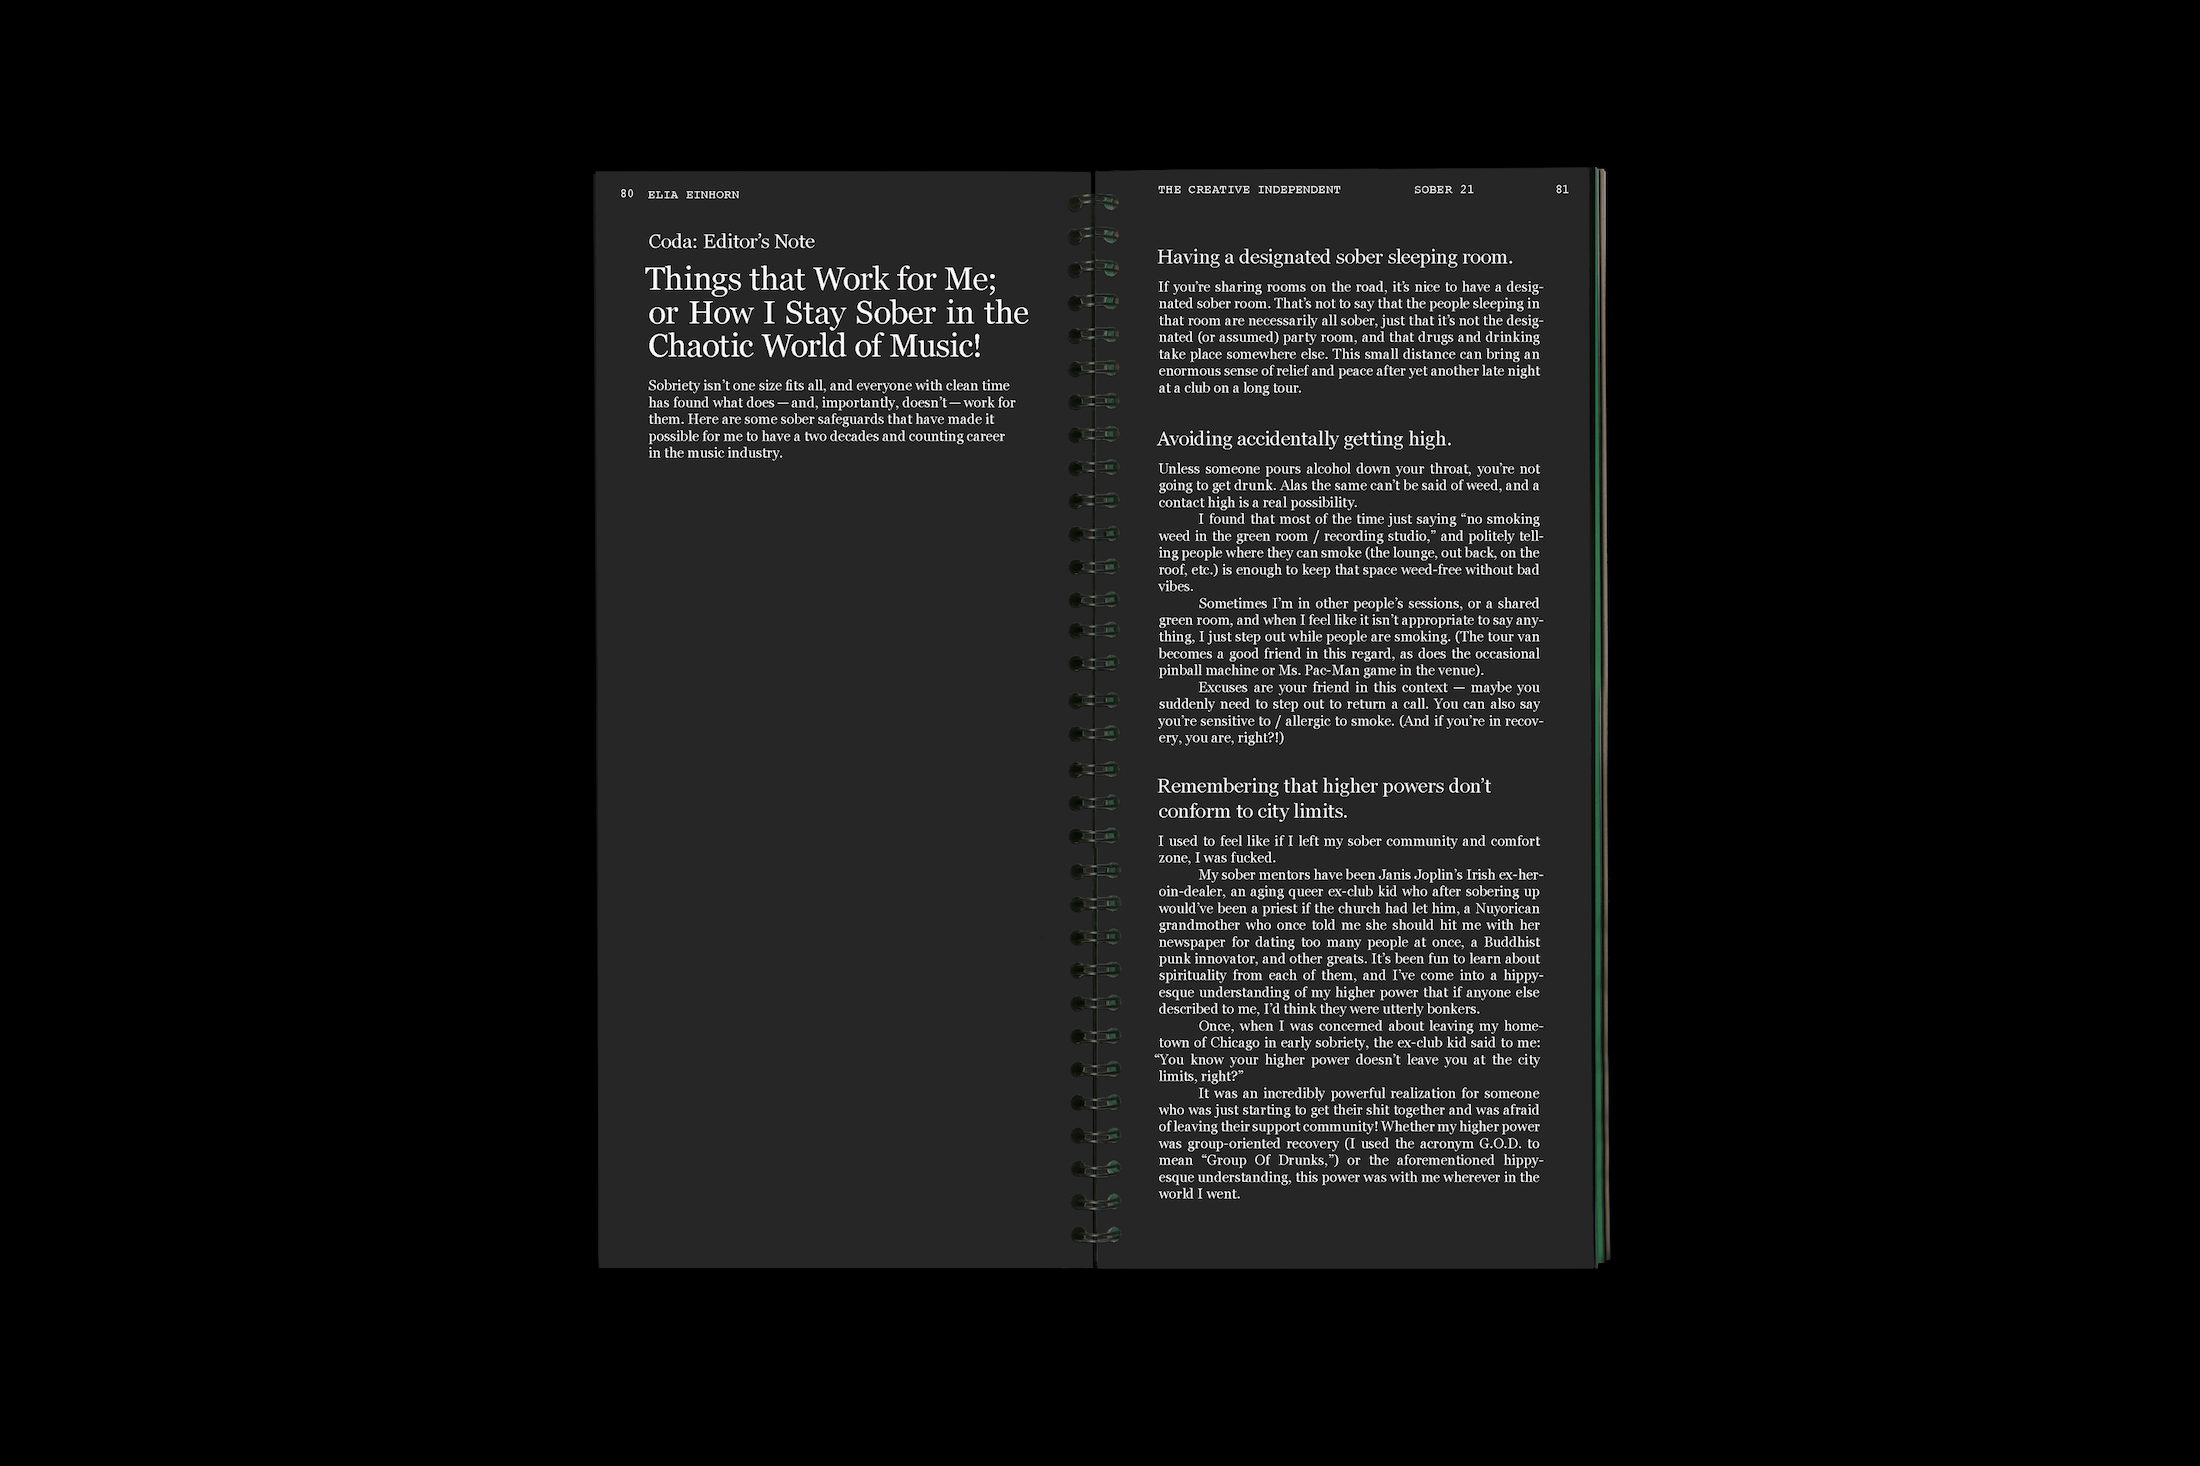 80 ELIA EINHORN
Coda: Editor’s Note
Things that Work for Me;
or How I Stay Sober in the
Chaotic World of Music!
Sobriety isn’t one size fits all, and everyone with clean time
has found what does — and, importantly, doesn’t — work for
them. Here are some sober safeguards that have made it
possible for me to have a two decades and counting career
in the music industry.
THE CREATIVE INDEPENDENT SOBER 21 81
Having a designated sober sleeping room.
If you’re sharing rooms on the road, it’s nice to have a desig-
nated sober room. That’s not to say that the people sleeping in
that room are necessarily all sober, just that it’s not the desig-
nated (or assumed) party room, and that drugs and drinking
take place somewhere else. This small distance can bring an
enormous sense of relief and peace after yet another late night
at a club on a long tour.
Avoiding accidentally getting high.
Unless someone pours alcohol down your throat, you’re not
going to get drunk. Alas the same can’t be said of weed, and a
contact high is a real possibility.
I found that most of the time just saying “no smoking
weed in the green room / recording studio,” and politely tell-
ing people where they can smoke (the lounge, out back, on the
roof, etc.) is enough to keep that space weed-free without bad
vibes.
Sometimes I’m in other people’s sessions, or a shared
green room, and when I feel like it isn’t appropriate to say any-
thing, I just step out while people are smoking. (The tour van
becomes a good friend in this regard, as does the occasional
pinball machine or Ms. Pac-Man game in the venue).
Excuses are your friend in this context — maybe you
suddenly need to step out to return a call. You can also say
you’re sensitive to / allergic to smoke. (And if you’re in recov-
ery, you are, right?!)
Remembering that higher powers don’t
conform to city limits.
I used to feel like if I left my sober community and comfort
zone, I was fucked.
My sober mentors have been Janis Joplin’s Irish ex-her-
oin-dealer, an aging queer ex-club kid who after sobering up
would’ve been a priest if the church had let him, a Nuyorican
grandmother who once told me she should hit me with her
newspaper for dating too many people at once, a Buddhist
punk innovator, and other greats. It’s been fun to learn about
spirituality from each of them, and I’ve come into a hippy-
esque understanding of my higher power that if anyone else
described to me, I’d think they were utterly bonkers.
Once, when I was concerned about leaving my home-
town of Chicago in early sobriety, the ex-club kid said to me:
“You know your higher power doesn’t leave you at the city
limits, right?”
It was an incredibly powerful realization for someone
who was just starting to get their shit together and was afraid
of leaving their support community! Whether my higher power
was group-oriented recovery (I used the acronym G.O.D. to
mean “Group Of Drunks,”) or the aforementioned hippy-
esque understanding, this power was with me wherever in the
world I went.